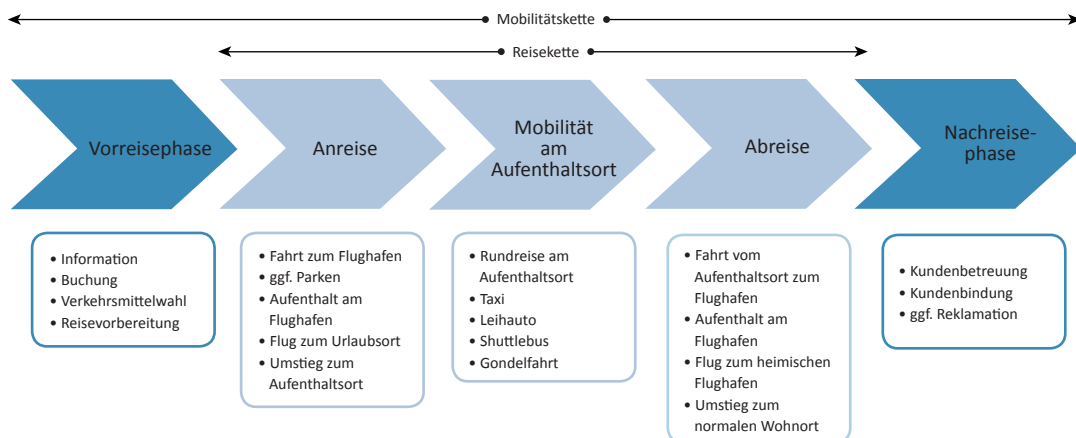 Mobilitätskette
Reisekette
Vorreisephase
Anreise
Mobilität
am
Aufenthaltsort
Abreise
Nachreise-
phase
• Information
• Buchung
• Verkehrsmittelwahl
• Reisevorbereitung
• Fahrt zum Flughafen
• ggf. Parken
• Aufenthalt am
Flughafen
• Flug zum Urlaubsort
• Umstieg zum
Aufenthaltsort
• Rundreise am
Aufenthaltsort
• Taxi
• Leihauto
• Shuttlebus
• Gondelfahrt
• Fahrt vom
Aufenthaltsort zum
Flughafen
• Aufenthalt am
Flughafen
• Flug zum heimischen
Flughafen
• Umstieg zum
normalen Wohnort
• Kundenbetreuung
• Kundenbindung
• ggf. Reklamation